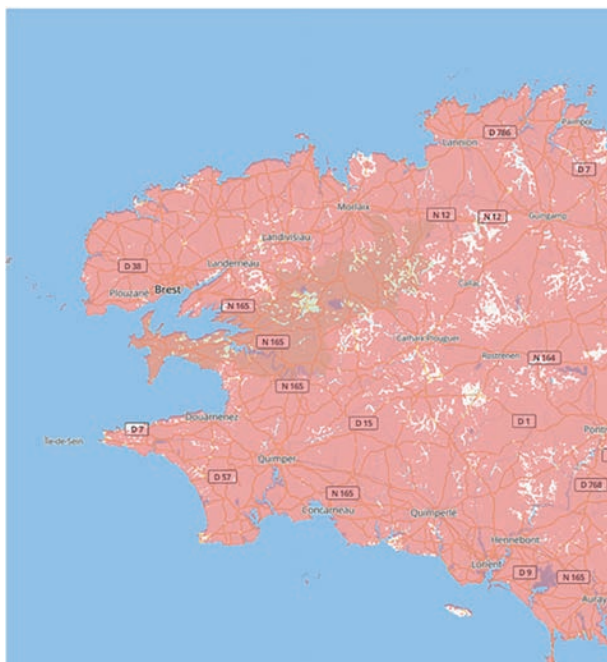 Paimpol
D 786
Lannion
D 7
Morlaix
N 12
N 12
Guingamp
Landivisiau
D 38
Landerneau
Callac
Plouzané
Brest
N 165
N 165
Carhaix-Plouguer
Rostrenen
N 164
N 165
Douarnenez
D 7
D 15
D 1
Île-de-Sein
Ponti
Quimper
D 57
D 768
N 165
Concarneau
Quimperlé
Hennebont
Lorient
D 9
N 165
Auray